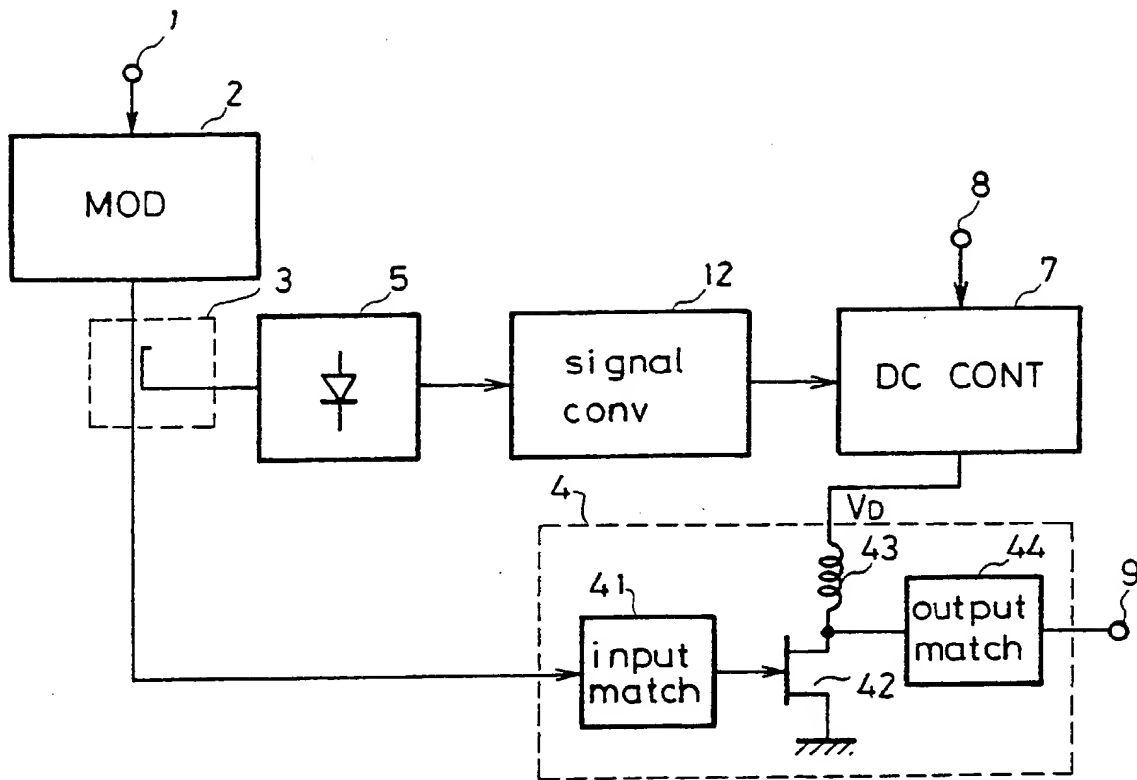 1
2
MOD
3
5
12
signal
conv
8
7
DC CONT
4
VD
43
44
output
match
9
41
input
match
42